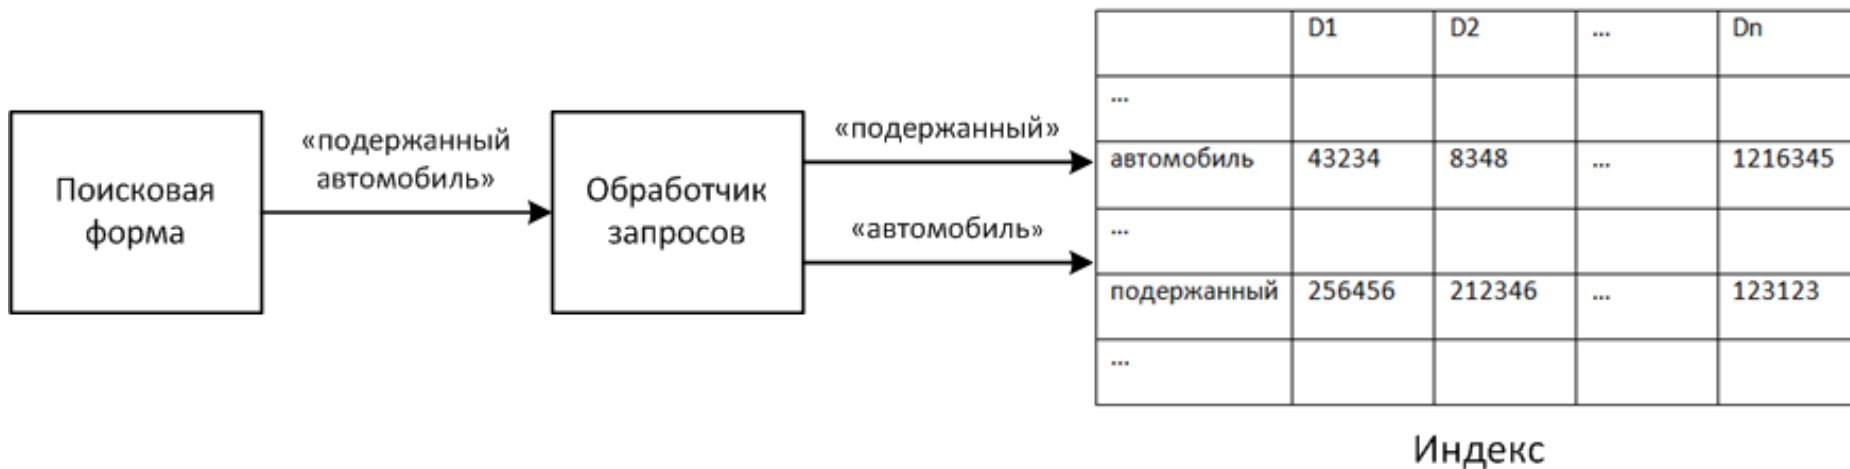 Поисковая
форма
«подержанный
автомобиль»
Обработчик
запросов
«подержанный»
«автомобиль»
D1 D2 ... Dn
...
автомобиль 43234 8348 ... 1216345
...
подержанный 256456 212346 ... 123123
...
Индекс